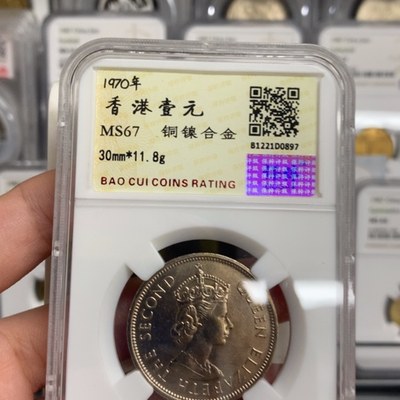 1970年
香港壹元
MS67 铜镍合金
30mm*11.8g
B1221D0897
BAO CUI COINS RATING
QUEEN ELIZABETH THE SECOND